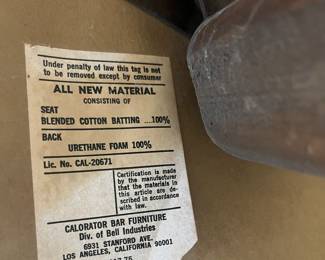 Under penalty of law this tag is not
to be removed except by consumer
ALL NEW MATERIAL
CONSISTING OF
SEAT
BLENDED COTTON BATTING ....100%
BACK
URETHANE FOAM 100%
Lic. No. CAL-20671
Certification is made
by the manufacturer
that the materials in
this article are de-
scribed in accordance
with law.
CALORATOR BAR FURNITURE
Div. of Bell Industries
6931 STANFORD AVE.
LOS ANGELES, CALIFORNIA 90001